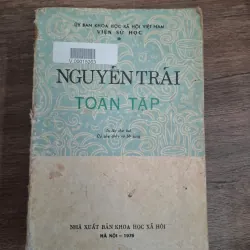 ỦY BAN KHOA HỌC XÃ HỘI VIỆT NAM
VIỆN SỬ HỌC
NGUYỄN TRÃI
TOÀN TẬP
NHÀ XUẤT BẢN KHOA HỌC XÃ HỘI
HÀ NỘI - 1976